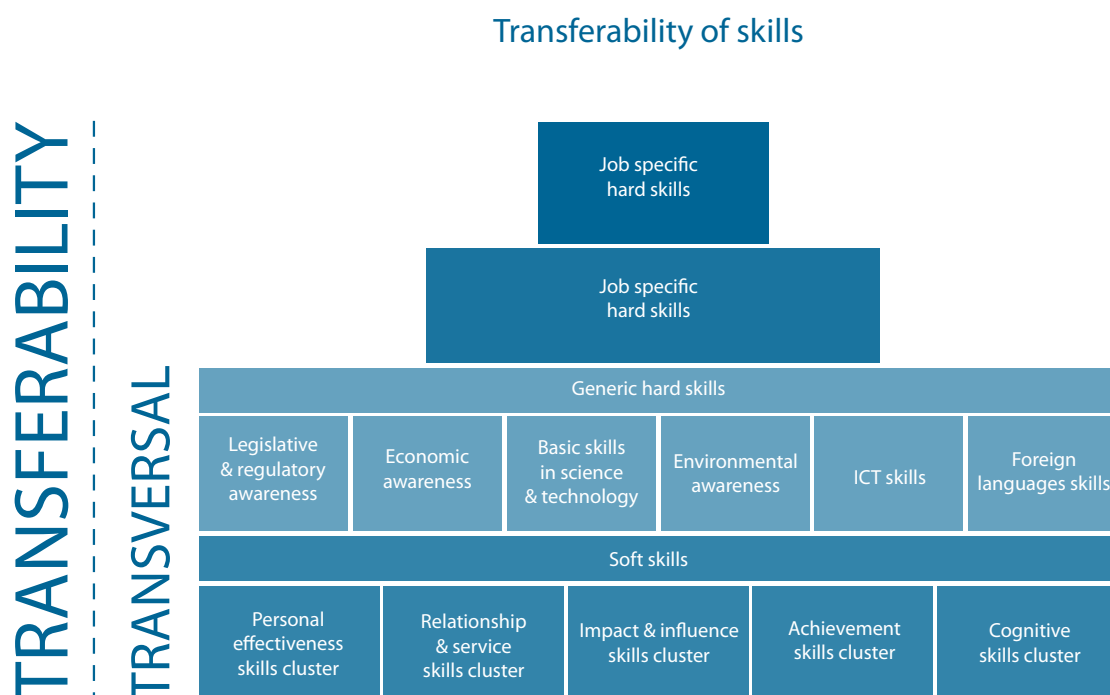 Transferability of skills
TRANSFERABILITY
TRANSVERSAL
Job specific
hard skills
Job specific
hard skills
Generic hard skills
Legislative
& regulatory
awareness
Economic
awareness
Basic skills
in science
& technology
Environmental
awareness
ICT skills
Foreign
languages skills
Soft skills
Personal
effectiveness
skills cluster
Relationship
& service
skills cluster
Impact & influence
skills cluster
Achievement
skills cluster
Cognitive
skills cluster